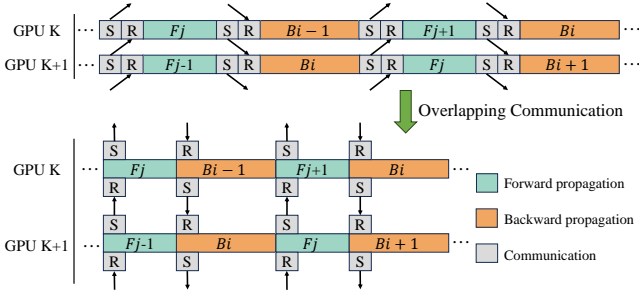 GPU K ··· S R Fj S R Bi − 1 S R Fj+1 S R Bi ···
GPU K+1 ··· S R Fj-1 S R Bi S R Fj S R Bi + 1 ···
Overlapping Communication
S R S R
GPU K ··· Fj Bi − 1 Fj+1 Bi ···
R S R S
Forward propagation
S R S R
Backward propagation
GPU K+1 ··· Fj-1 Bi Fj Bi + 1 ···
R S R S
Communication